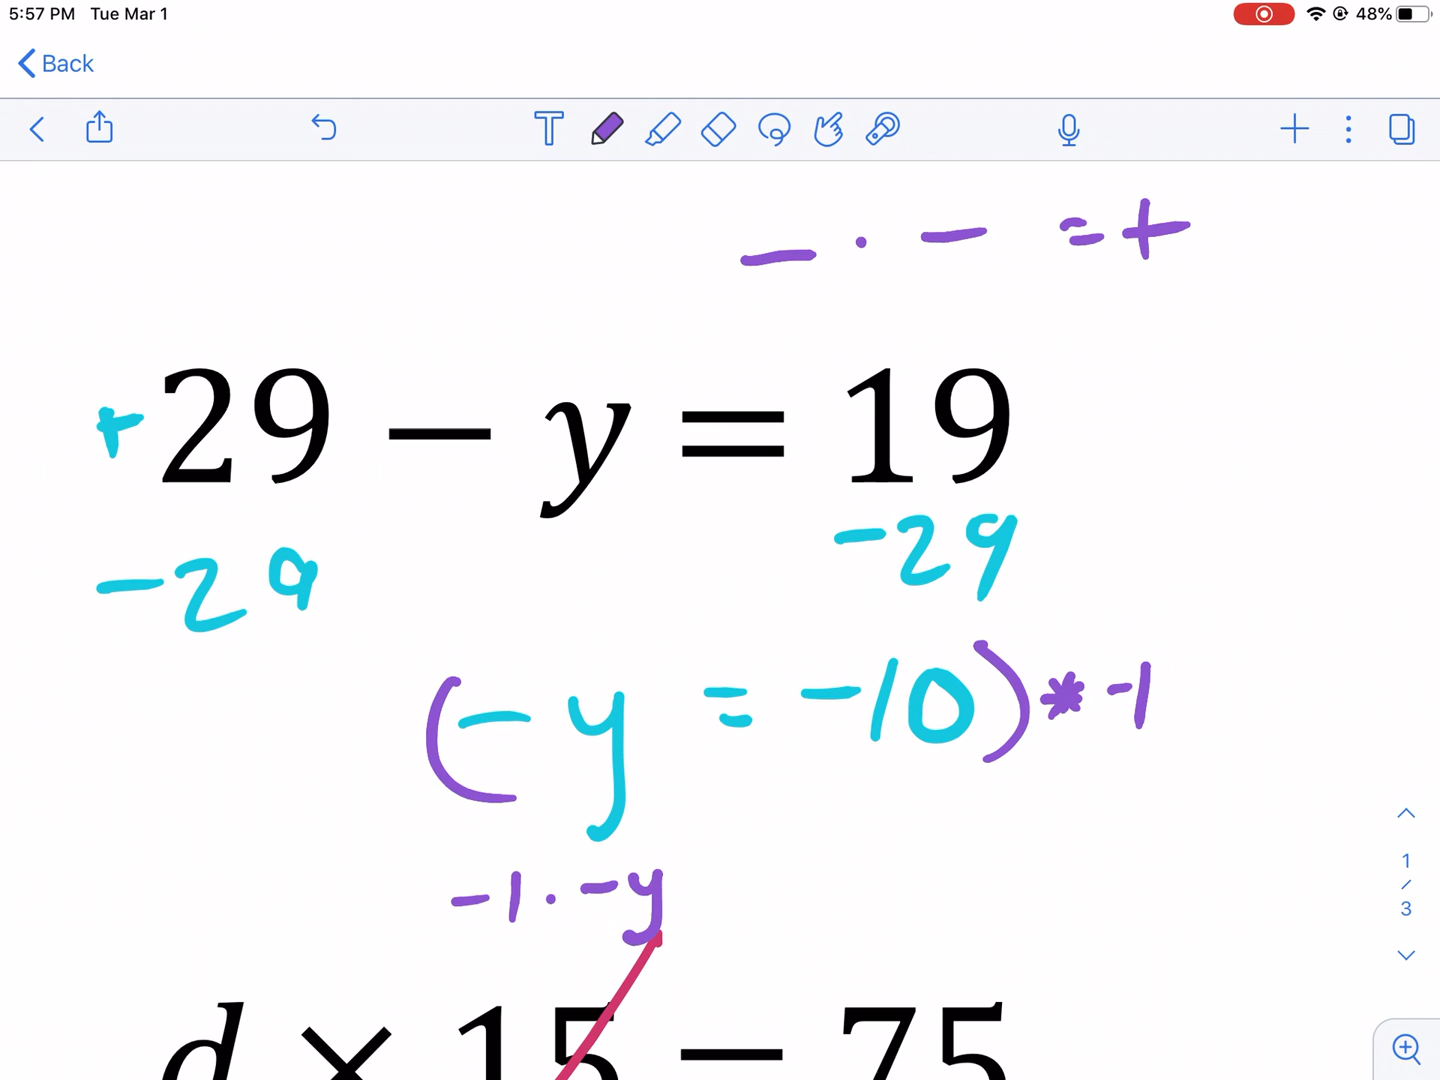 5:57 PM Tue Mar 1 48%
Back
T
— · — = +
+29 − y = 19
−29 −29
(−y = −10) * −1
1
/
3
−1 · −y
d × 15 = 75